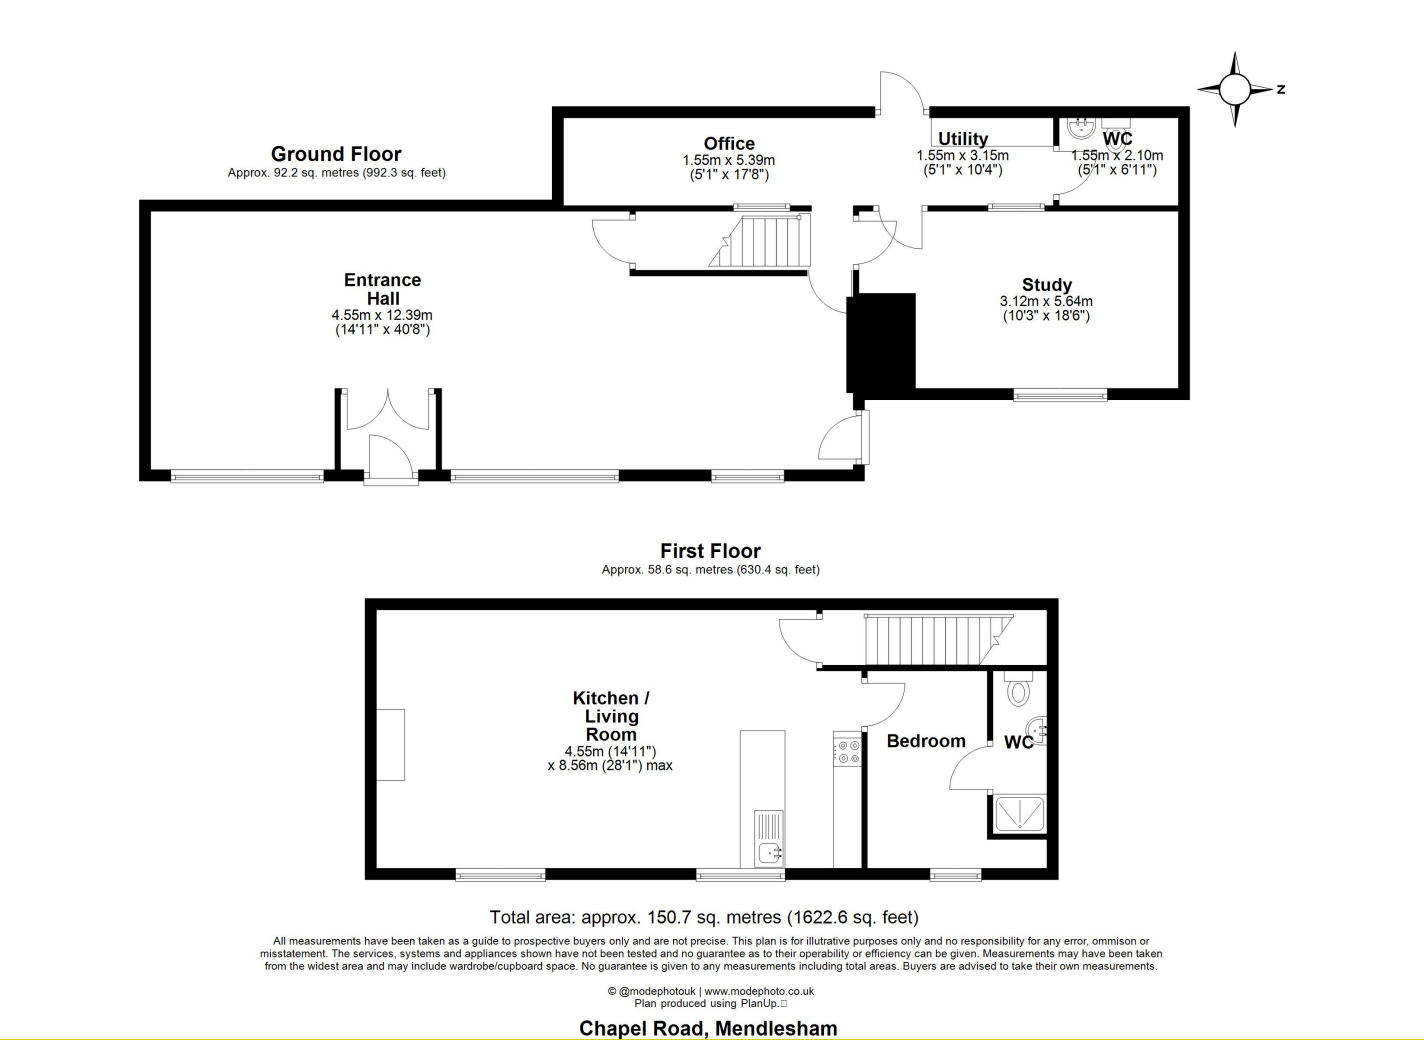 Z
Ground Floor
Approx. 92.2 sq. metres (992.3 sq. feet)
Office
1.55m x 5.39m
(5'1" x 17'8")
Utility
1.55m x 3.15m
(5'1" x 10'4")
WC
1.55m x 2.10m
(5'1" x 6'11")
Entrance
Hall
4.55m x 12.39m
(14'11" x 40'8")
Study
3.12m x 5.64m
(10'3" x 18'6")
First Floor
Approx. 58.6 sq. metres (630.4 sq. feet)
Kitchen /
Living
Room
4.55m (14'11")
x 8.56m (28'1") max
Bedroom
WC
Total area: approx. 150.7 sq. metres (1622.6 sq. feet)
All measurements have been taken as a guide to prospective buyers only and are not precise. This plan is for illutrative purposes only and no responsibility for any error, ommison or
misstatement. The services, systems and appliances shown have not been tested and no guarantee as to their operability or efficiency can be given. Measurements may have been taken
from the widest area and may include wardrobe/cupboard space. No guarantee is given to any measurements including total areas. Buyers are advised to take their own measurements.
© @modephotouk | www.modephoto.co.uk
Plan produced using PlanUp.
Chapel Road, Mendlesham